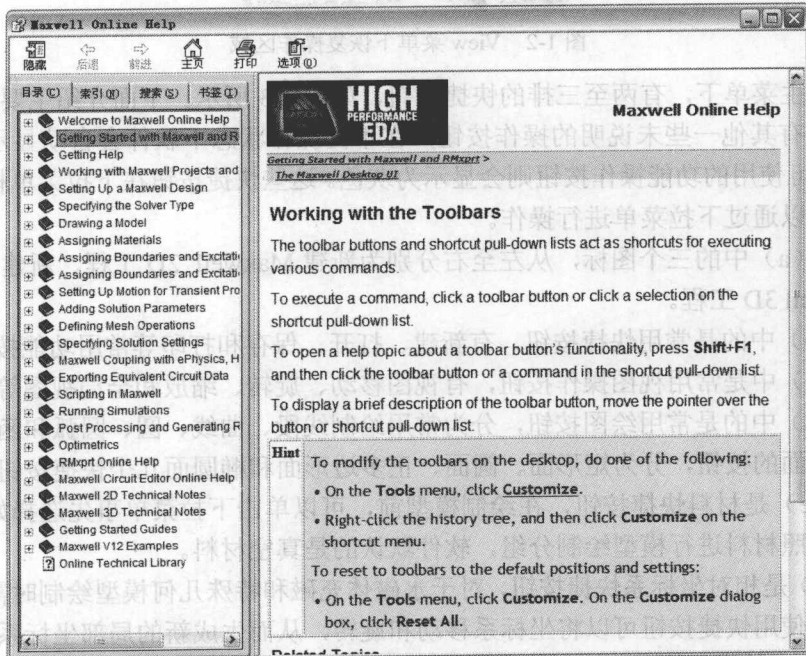 Maxwell Online Help
隐藏 后退 前进 主页 打印 选项(O)
目录(C) 索引(N) 搜索(S) 书签(I)
Welcome to Maxwell Online Help
Getting Started with Maxwell and R
Getting Help
Working with Maxwell Projects and
Setting Up a Maxwell Design
Specifying the Solver Type
Drawing a Model
Assigning Materials
Assigning Boundaries and Excitati
Assigning Boundaries and Excitati
Setting Up Motion for Transient Pro
Adding Solution Parameters
Defining Mesh Operations
Specifying Solution Settings
Maxwell Coupling with ePhysics, H
Exporting Equivalent Circuit Data
Scripting in Maxwell
Running Simulations
Post Processing and Generating R
Optimetrics
RMxprt Online Help
Maxwell Circuit Editor Online Help
Maxwell 2D Technical Notes
Maxwell 3D Technical Notes
Getting Started Guides
Maxwell V12 Examples
Online Technical Library
HIGH
PERFORMANCE
EDA
Maxwell Online Help
Getting Started with Maxwell and RMxprt >
The Maxwell Desktop UI
Working with the Toolbars
The toolbar buttons and shortcut pull-down lists act as shortcuts for executing
various commands.
To execute a command, click a toolbar button or click a selection on the
shortcut pull-down list.
To open a help topic about a toolbar button's functionality, press Shift+F1,
and then click the toolbar button or a command in the shortcut pull-down list.
To display a brief description of the toolbar button, move the pointer over the
button or shortcut pull-down list.
Hint
To modify the toolbars on the desktop, do one of the following:
• On the Tools menu, click Customize.
• Right-click the history tree, and then click Customize on the
shortcut menu.
To reset to toolbars to the default positions and settings:
• On the Tools menu, click Customize. On the Customize dialog
box, click Reset All.
Related Topics